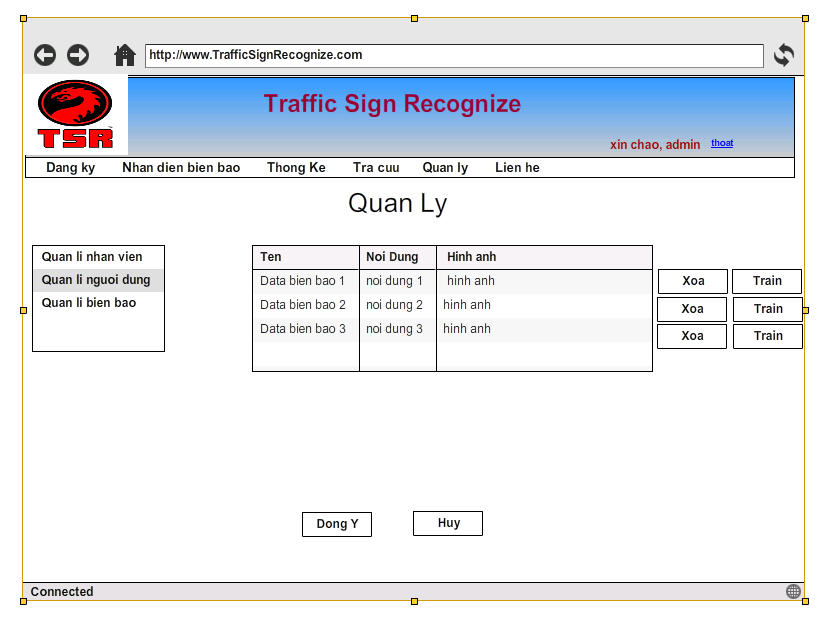 http://www.TrafficSignRecognize.com
TSR
Traffic Sign Recognize
xin chao, admin thoat
Dang ky Nhan dien bien bao Thong Ke Tra cuu Quan ly Lien he
Quan Ly
Quan li nhan vien
Quan li nguoi dung
Quan li bien bao
Ten Noi Dung Hinh anh
Data bien bao 1 noi dung 1 hinh anh Xoa Train
Data bien bao 2 noi dung 2 hinh anh Xoa Train
Data bien bao 3 noi dung 3 hinh anh Xoa Train
Dong Y Huy
Connected